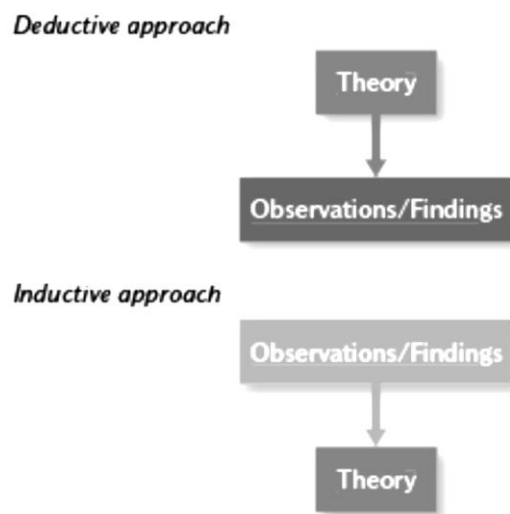 Deductive approach
Theory
Observations/Findings
Inductive approach
Observations/Findings
Theory